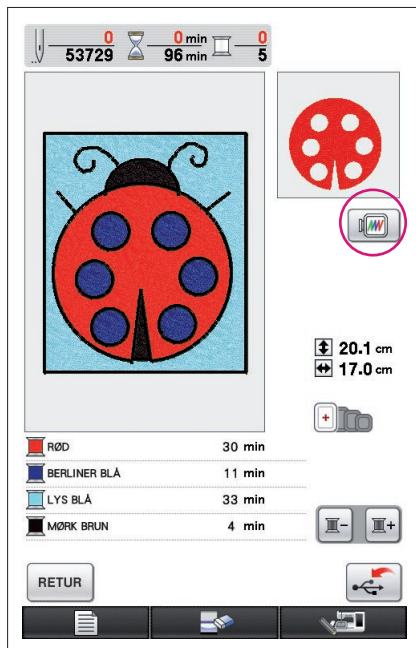 0 0 min 0
53729 96 min 5
20.1 cm
17.0 cm
RØD 30 min
BERLINER BLÅ 11 min
LYS BLÅ 33 min
MØRK BRUN 4 min
RETUR